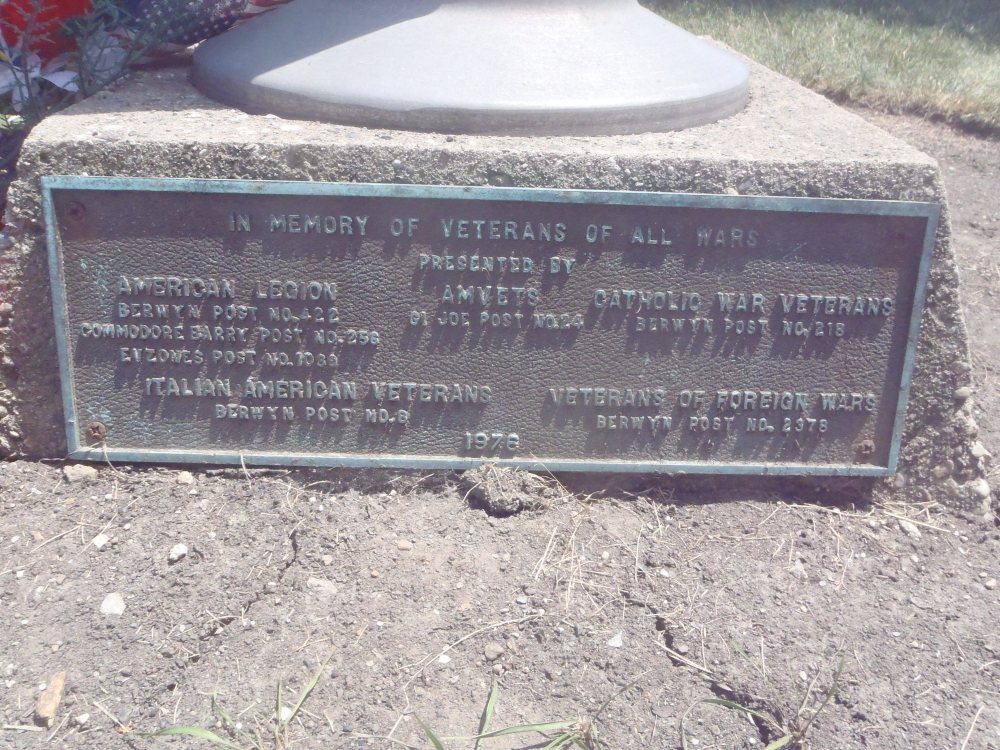 IN MEMORY OF VETERANS OF ALL WARS
PRESENTED BY
AMERICAN LEGION
BERWYN POST NO. 422
COMMODORE BARRY POST NO. 256
EVZONES POST NO. 1039
AMVETS
GI JOE POST NO. 24
CATHOLIC WAR VETERANS
BERWYN POST NO. 218
ITALIAN AMERICAN VETERANS
BERWYN POST NO. 8
VETERANS OF FOREIGN WARS
BERWYN POST NO. 2378
1976